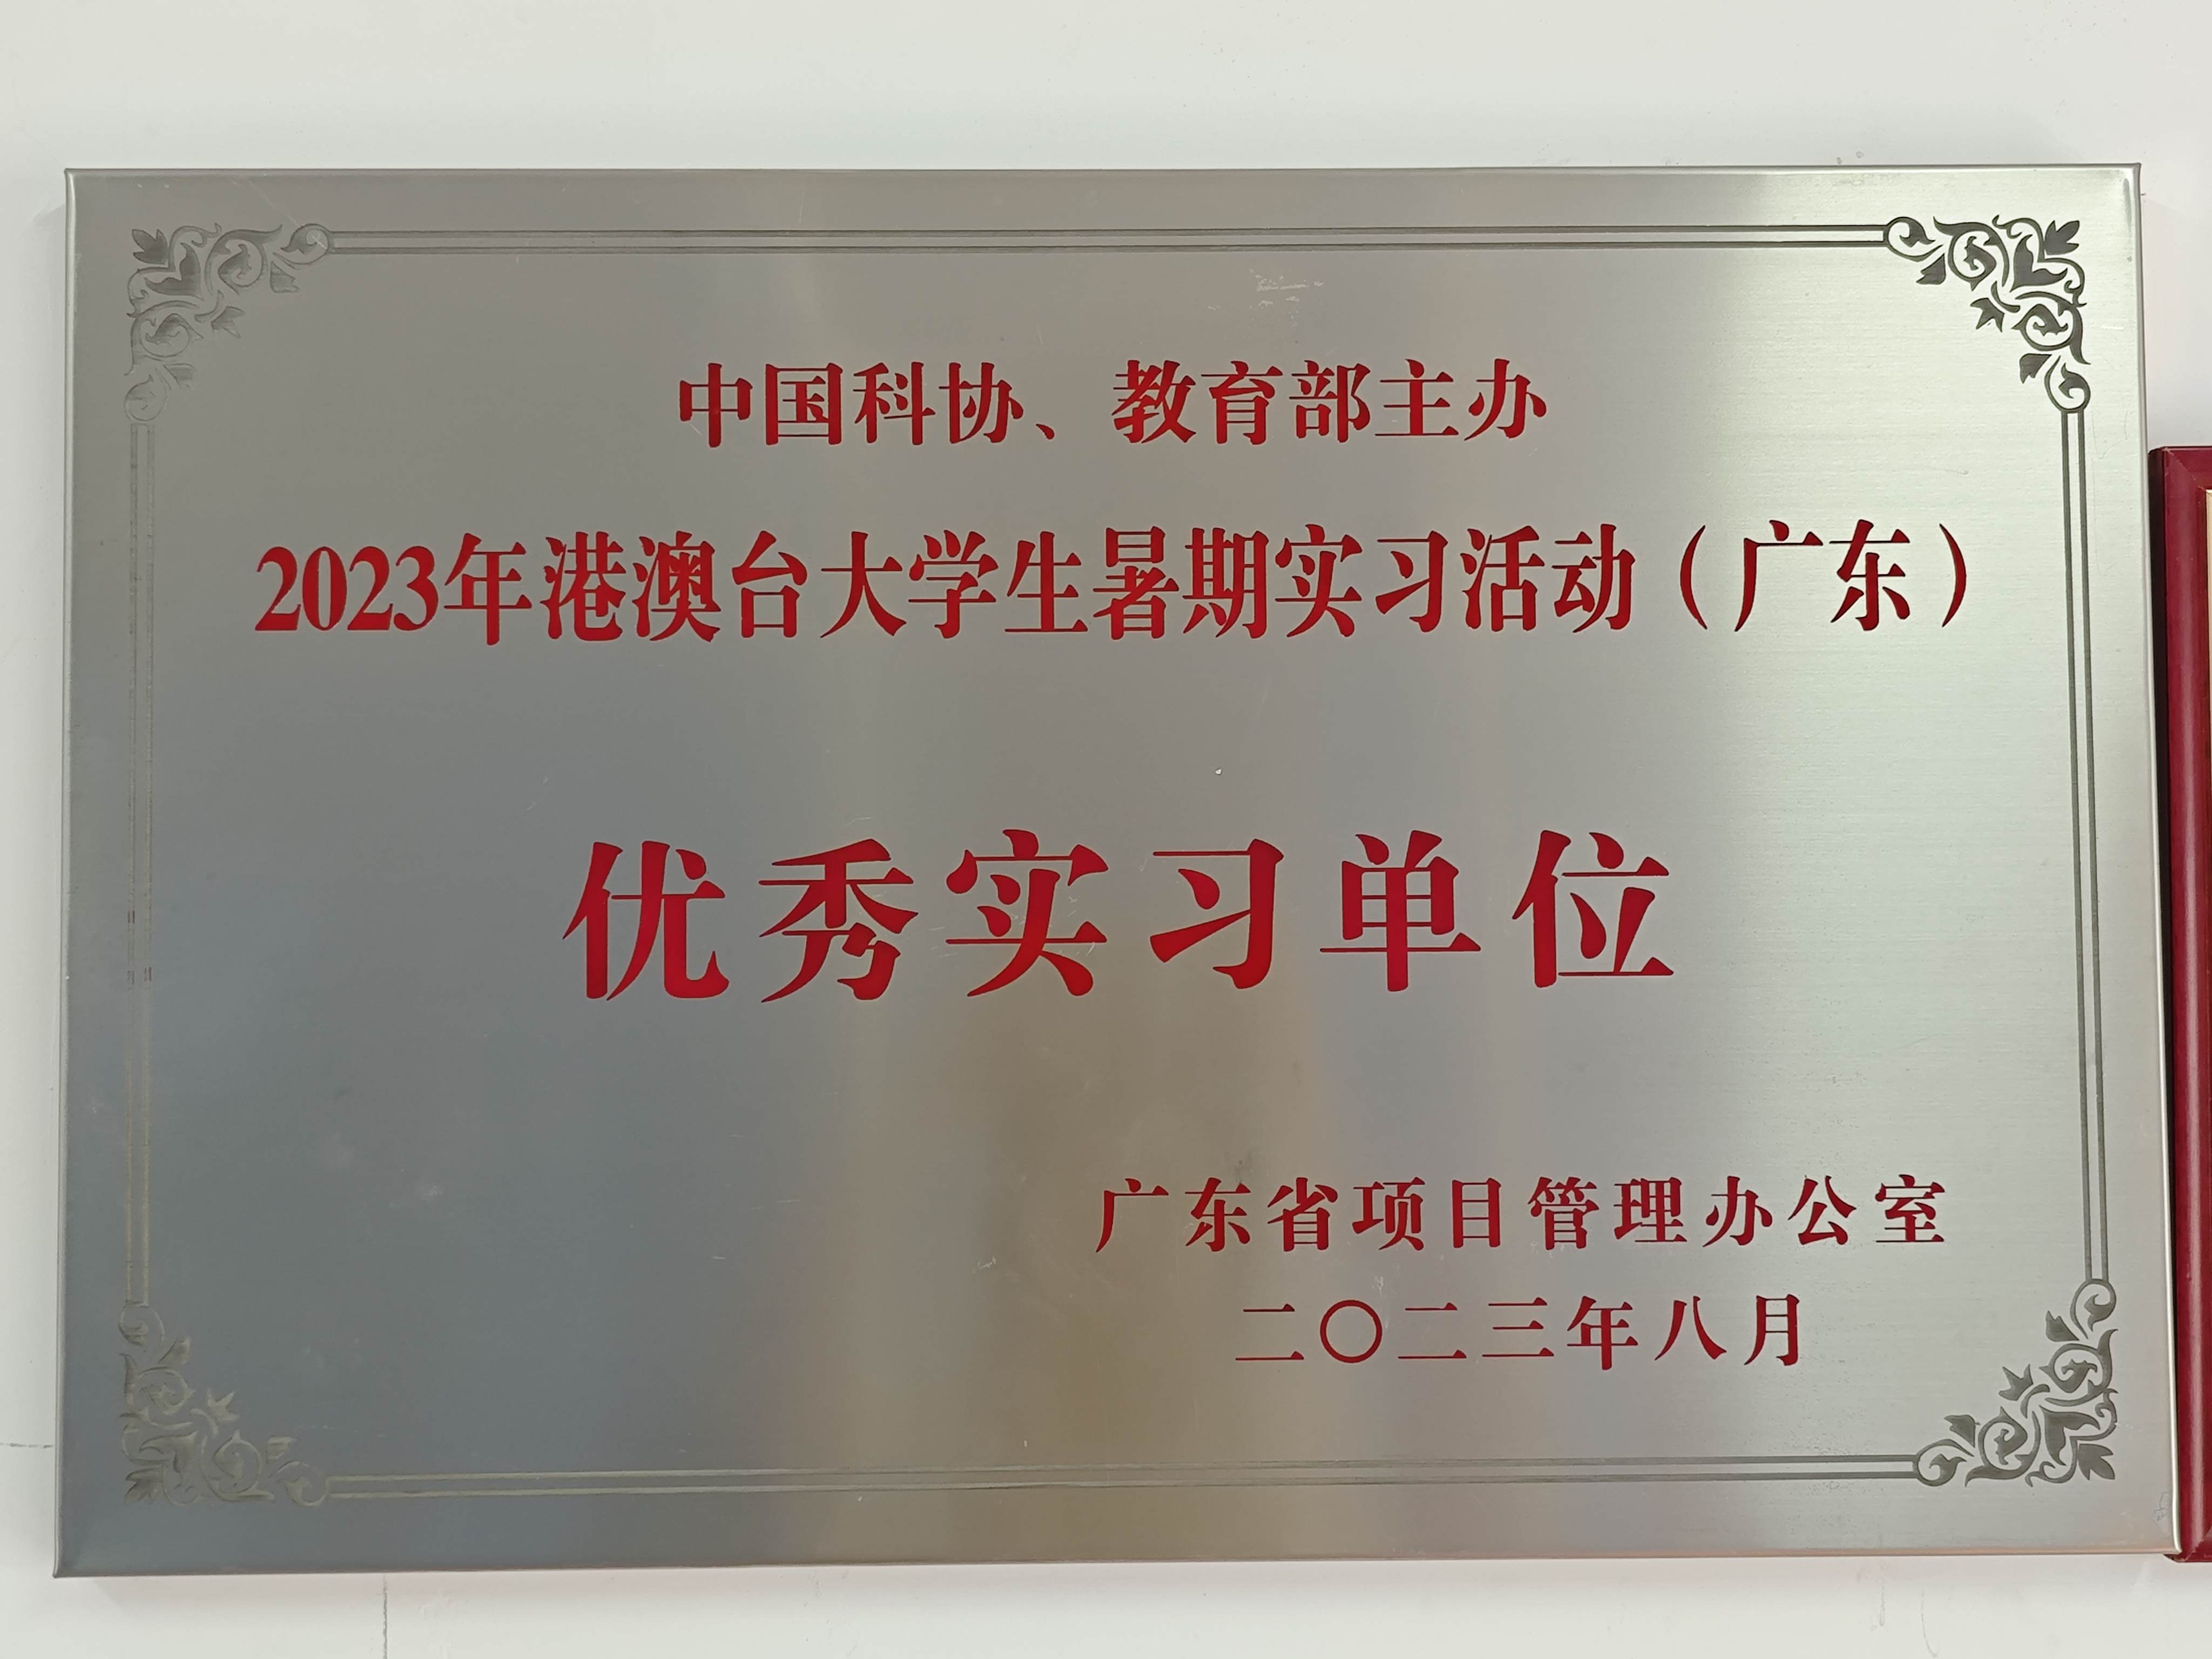 中国科协、教育部主办
2023年港澳台大学生暑期实习活动（广东）
优秀实习单位
广东省项目管理办公室
二〇二三年八月